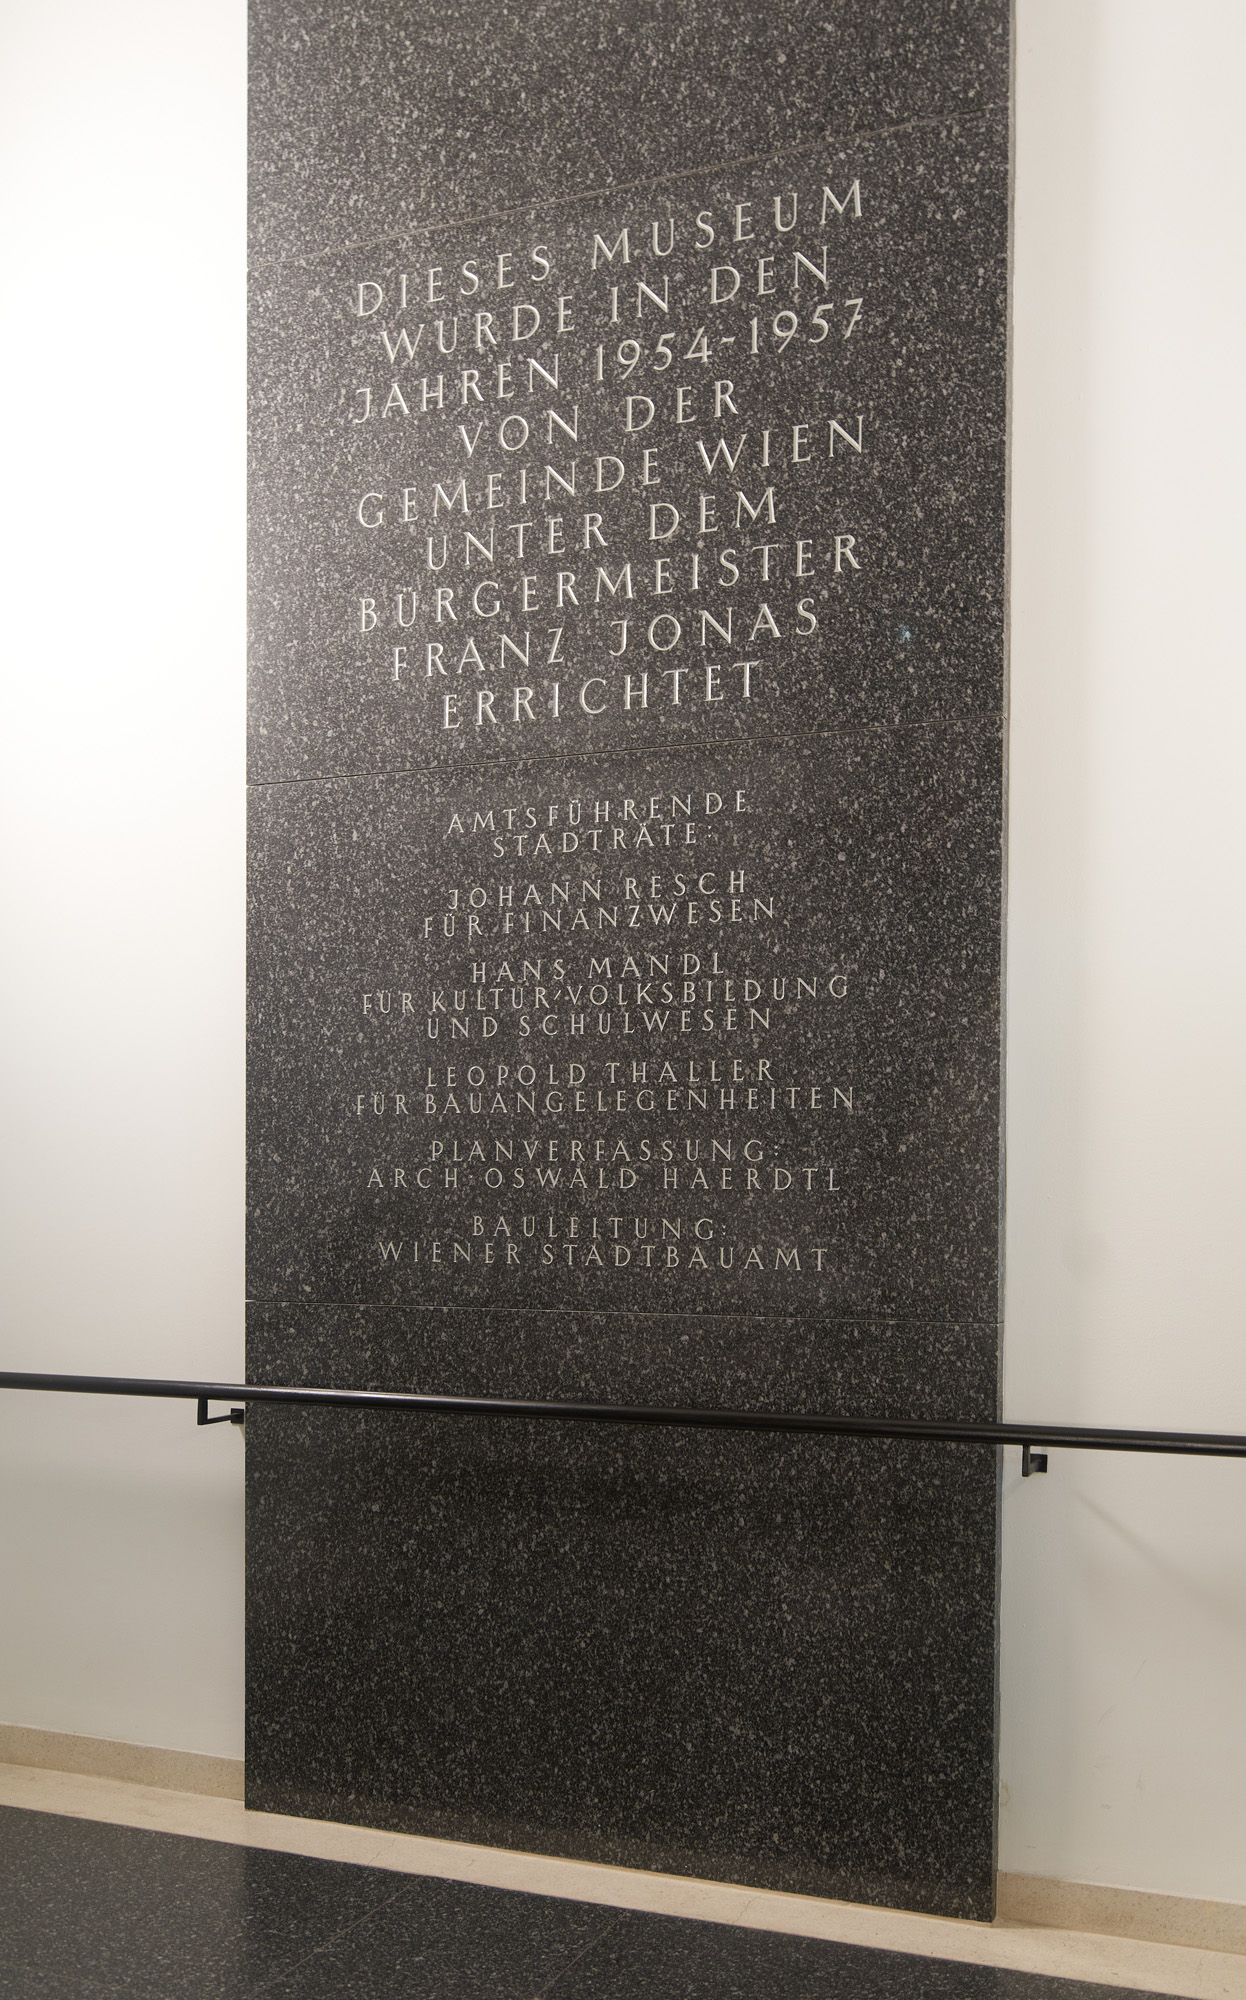 DIESES MUSEUM
WURDE IN DEN
JAHREN 1954-1957
VON DER
GEMEINDE WIEN
UNTER DEM
BÜRGERMEISTER
FRANZ JONAS
ERRICHTET
AMTSFÜHRENDE
STADTRÄTE:
JOHANN RESCH
FÜR FINANZWESEN
HANS MANDL
FÜR KULTUR, VOLKSBILDUNG
UND SCHULWESEN
LEOPOLD THALLER
FÜR BAUANGELEGENHEITEN
PLANVERFASSUNG:
ARCH·OSWALD HAERDTL
BAULEITUNG:
WIENER STADTBAUAMT